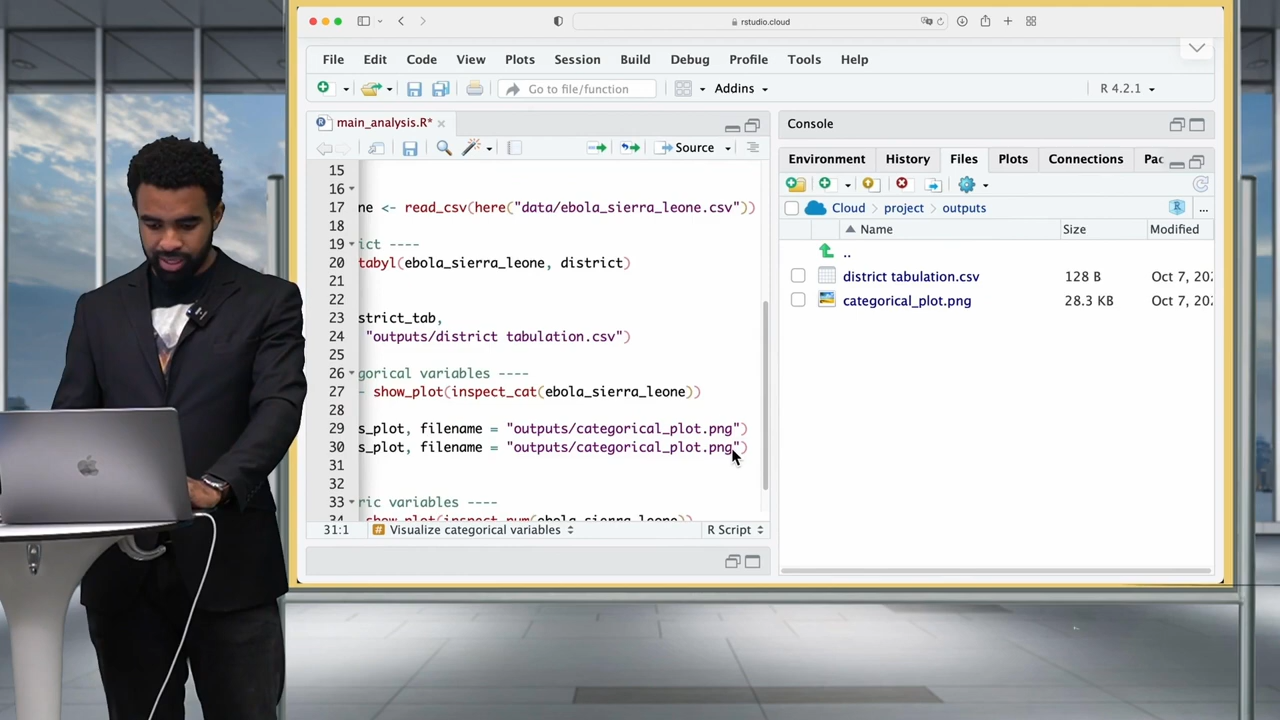 rstudio.cloud
File Edit Code View Plots Session Build Debug Profile Tools Help
Go to file/function
Addins
R 4.2.1
main_analysis.R*
Source
15
16
17 ne <- read_csv(here("data/ebola_sierra_leone.csv"))
18
19 ict ----
20 tabyl(ebola_sierra_leone, district)
21
22
23 strict_tab,
24 "outputs/district tabulation.csv")
25
26 gorical variables ----
27 - show_plot(inspect_cat(ebola_sierra_leone))
28
29 s_plot, filename = "outputs/categorical_plot.png")
30 s_plot, filename = "outputs/categorical_plot.png")
31
32
33 ric variables ----
34 show_plot(inspect_num(ebola_sierra_leone))
31:1 # Visualize categorical variables R Script
Console
Environment History Files Plots Connections Pac
Cloud project outputs ...
Name Size Modified
..
district tabulation.csv 128 B Oct 7, 202
categorical_plot.png 28.3 KB Oct 7, 202